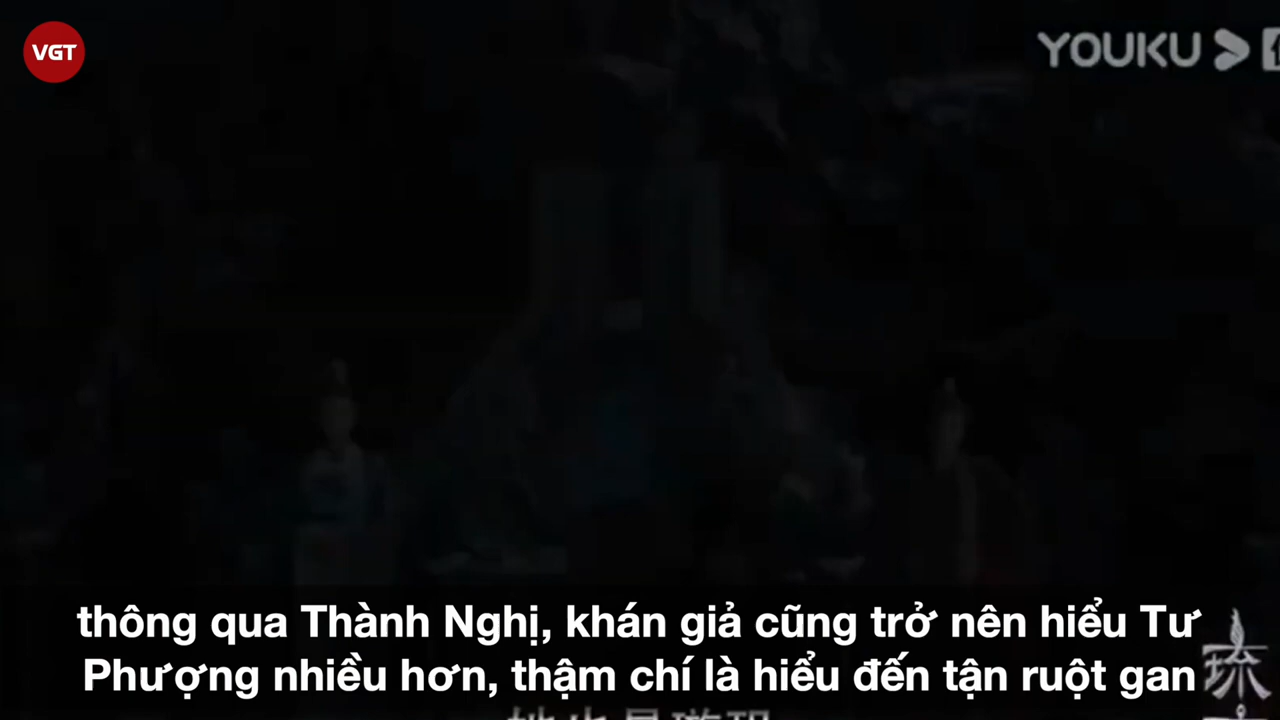 VGT
YOUKU
thông qua Thành Nghị, khán giả cũng trở nên hiểu Tư
Phượng nhiều hơn, thậm chí là hiểu đến tận ruột gan